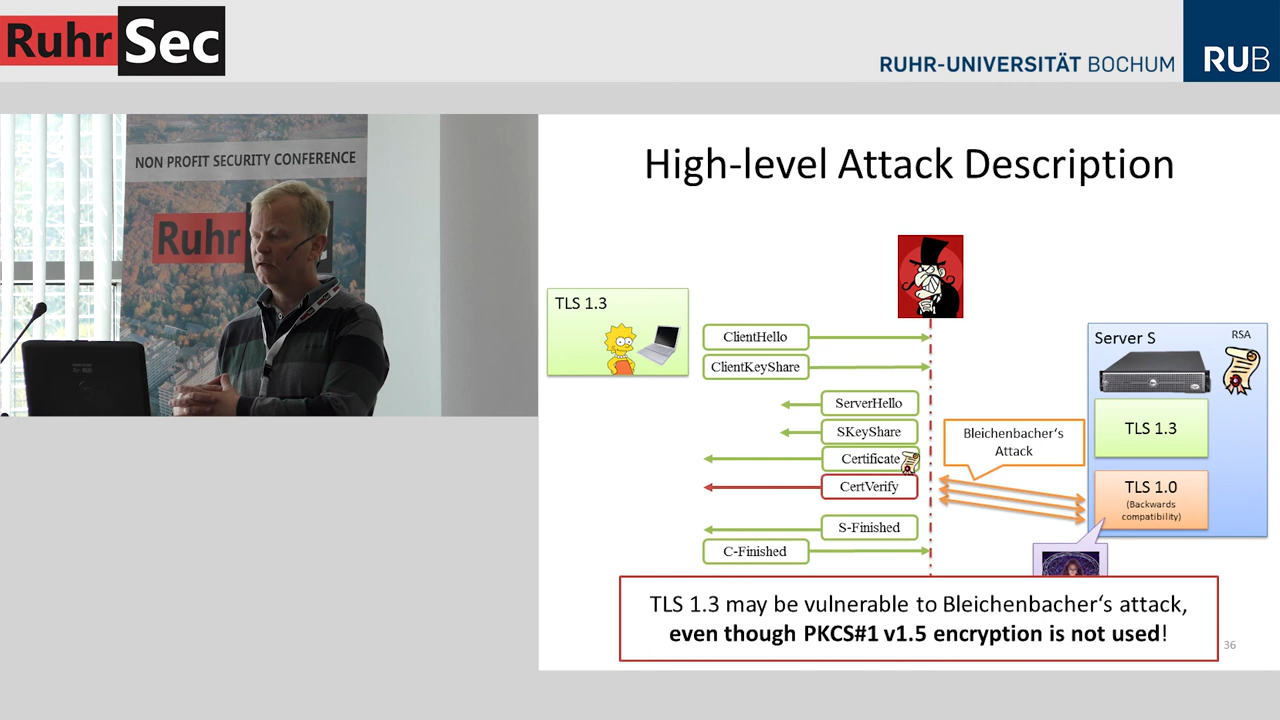 RuhrSec
RUHR-UNIVERSITÄT BOCHUM
RUB
NON PROFIT SECURITY CONFERENCE
Ruhr
High-level Attack Description
TLS 1.3
ClientHello
ClientKeyShare
ServerHello
SKeyShare
Certificate
CertVerify
S-Finished
C-Finished
Bleichenbacher‘s
Attack
Server S
RSA
TLS 1.3
TLS 1.0
(Backwards
compatibility)
TLS 1.3 may be vulnerable to Bleichenbacher‘s attack,
even though PKCS#1 v1.5 encryption is not used!
36